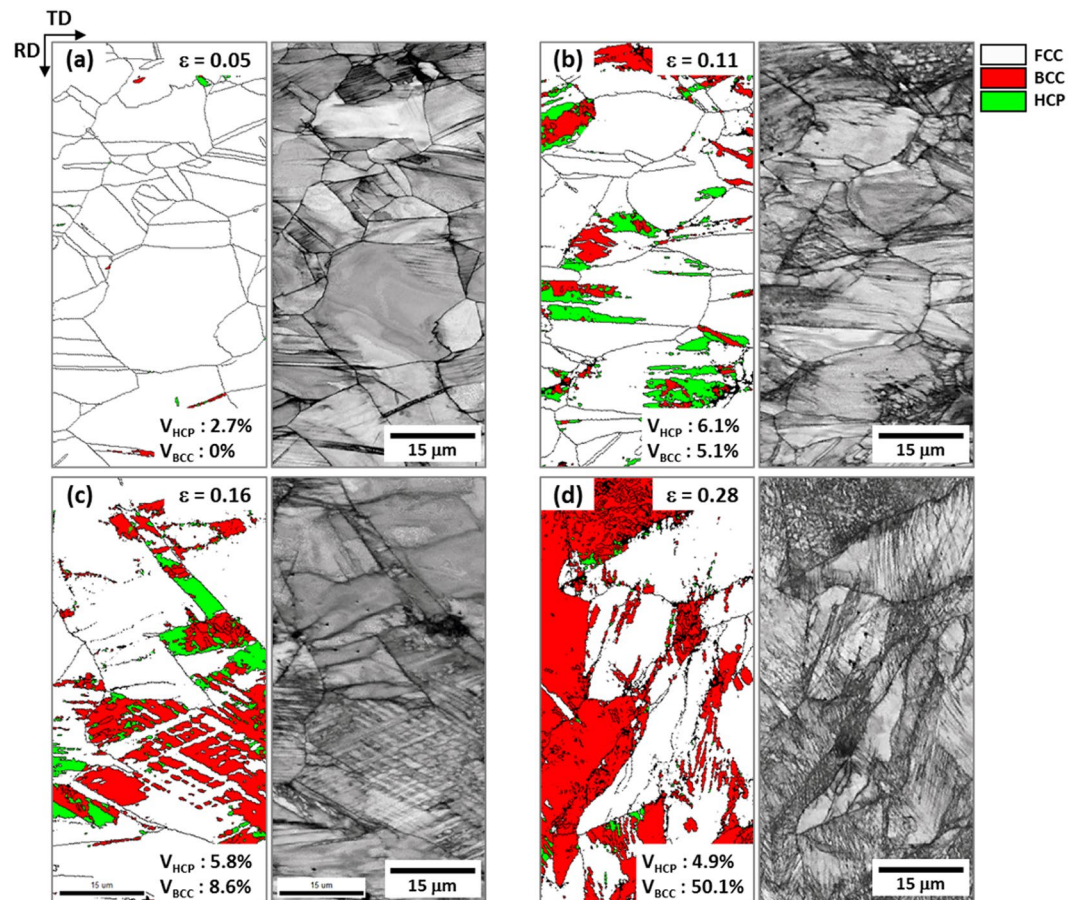 TD
RD
(a) ε = 0.05
V_HCP : 2.7%
V_BCC : 0%
15 μm
(b) ε = 0.11
V_HCP : 6.1%
V_BCC : 5.1%
15 μm
FCC
BCC
HCP
(c) ε = 0.16
V_HCP : 5.8%
V_BCC : 8.6%
15 um
15 um
15 μm
(d) ε = 0.28
V_HCP : 4.9%
V_BCC : 50.1%
15 μm